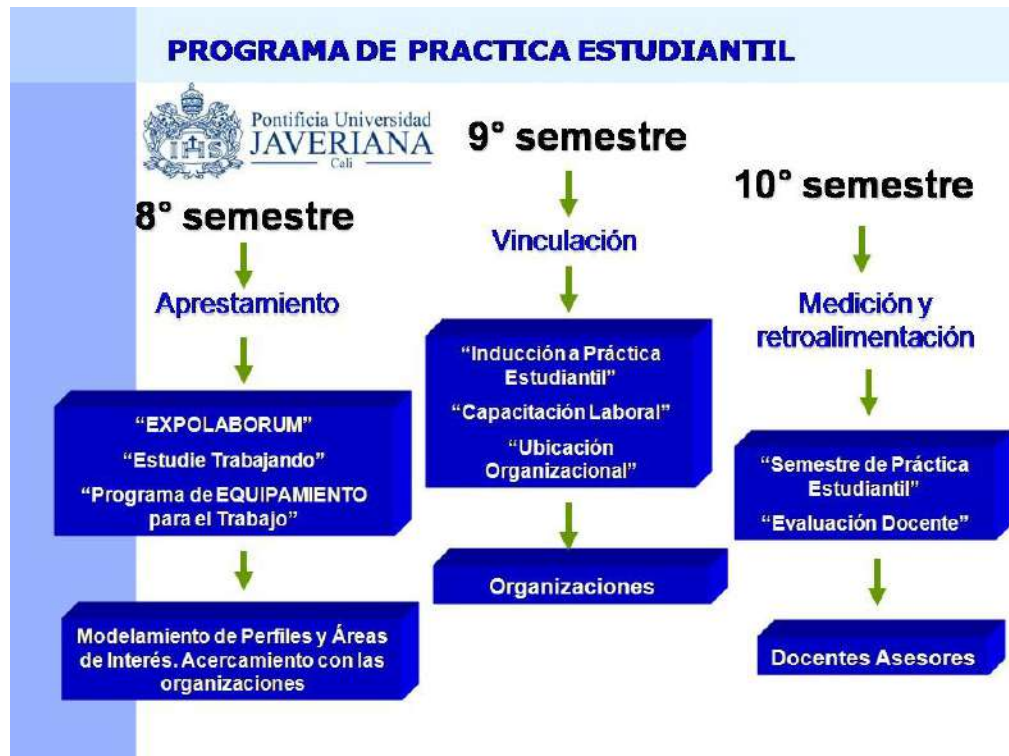 PROGRAMA DE PRACTICA ESTUDIANTIL
IHS
Pontificia Universidad
JAVERIANA
Cali
8° semestre
Aprestamiento
“EXPOLABORUM”
“Estudie Trabajando”
“Programa de EQUIPAMIENTO
para el Trabajo”
Modelamiento de Perfiles y Áreas
de Interés. Acercamiento con las
organizaciones
9° semestre
Vinculación
“Inducción a Práctica
Estudiantil”
“Capacitación Laboral”
“Ubicación
Organizacional”
Organizaciones
10° semestre
Medición y
retroalimentación
“Semestre de Práctica
Estudiantil”
“Evaluación Docente”
Docentes Asesores